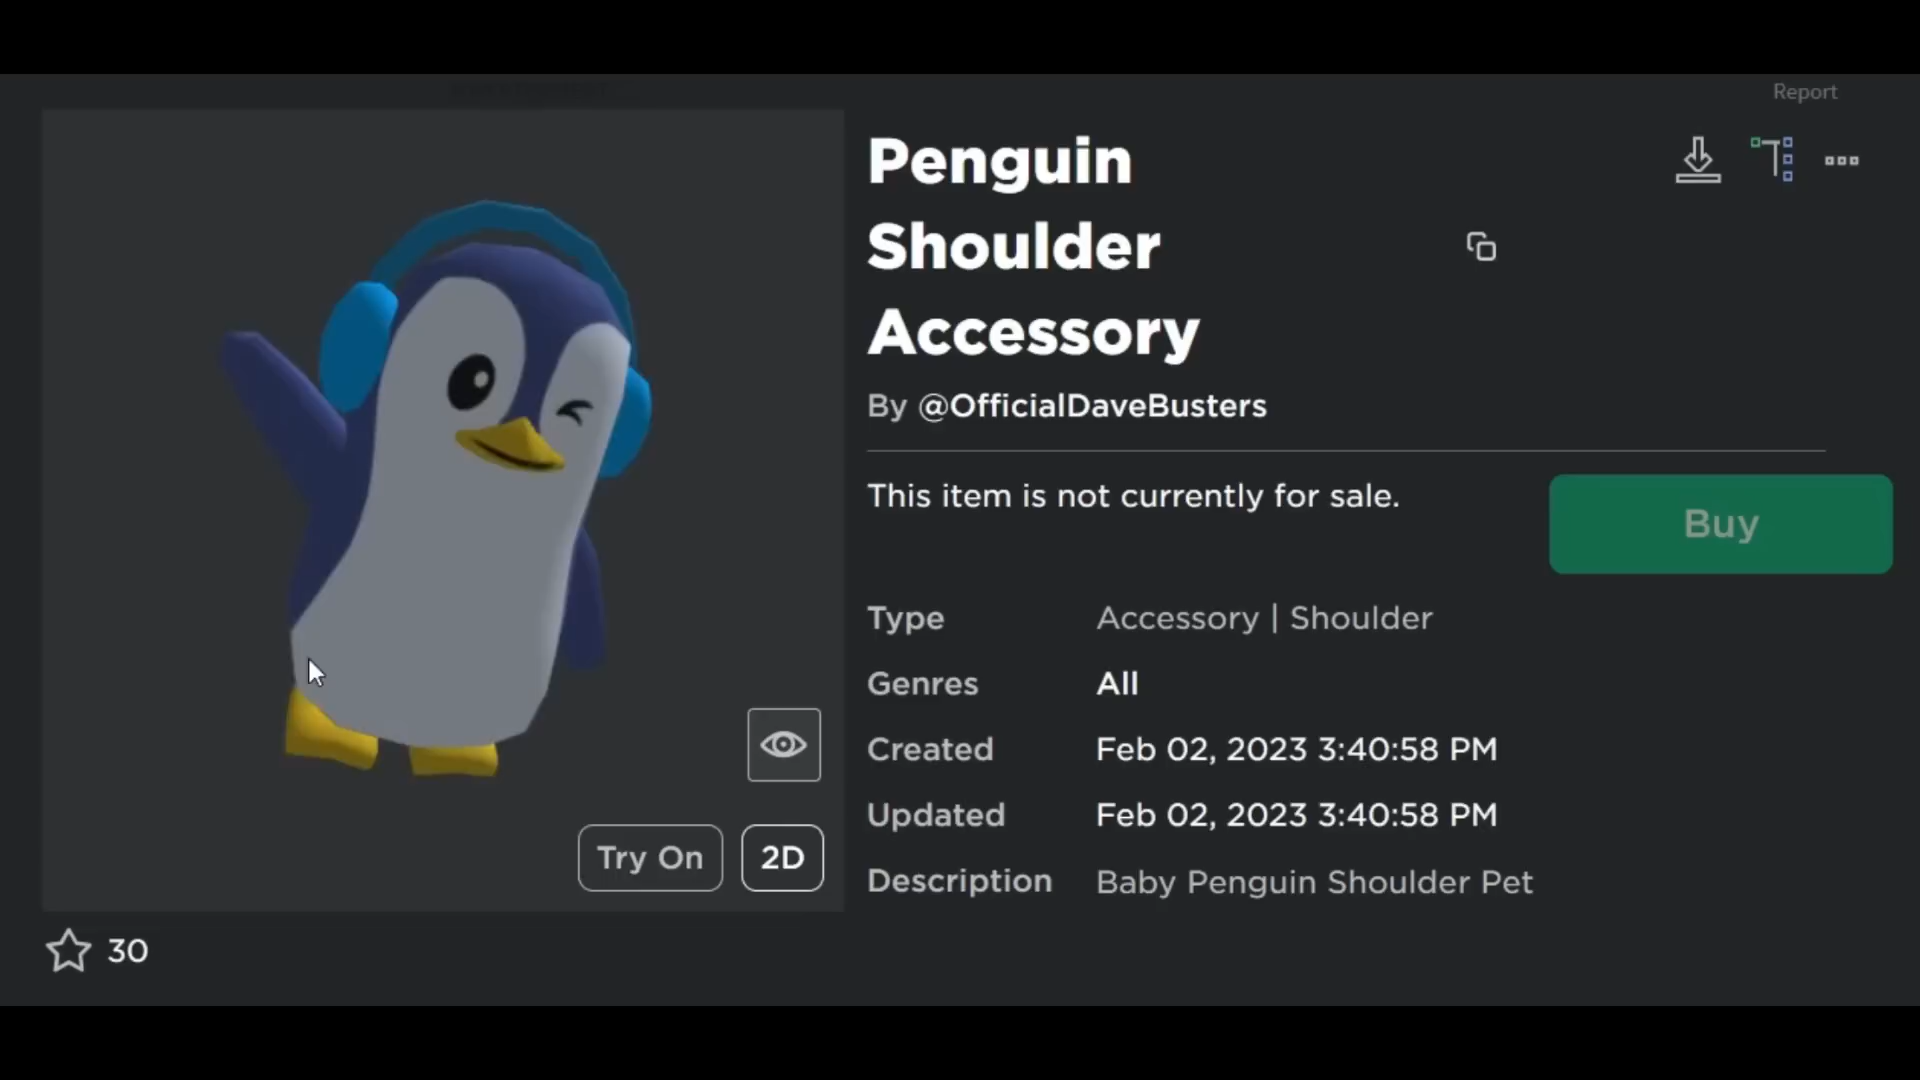 Report
Penguin
Shoulder
Accessory
By @OfficialDaveBusters
This item is not currently for sale.
Buy
Type Accessory | Shoulder
Genres All
Created Feb 02, 2023 3:40:58 PM
Updated Feb 02, 2023 3:40:58 PM
Description Baby Penguin Shoulder Pet
Try On 2D
30